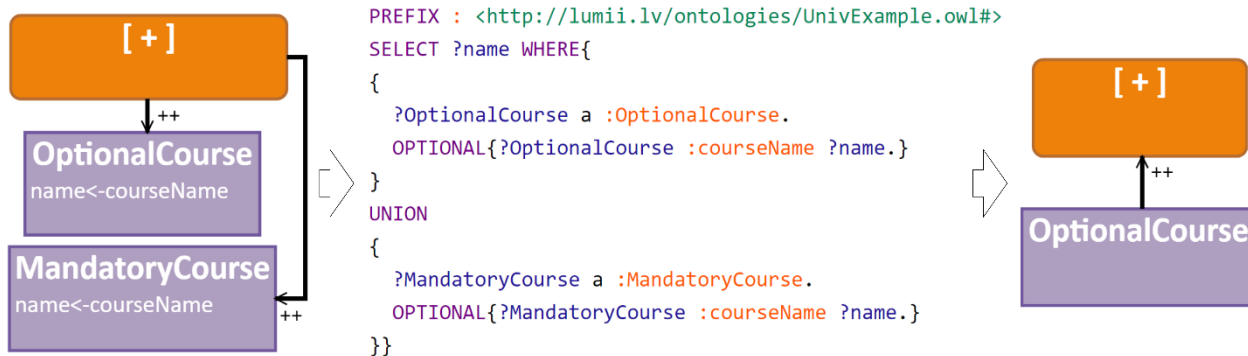 [ + ]
++
OptionalCourse
name<-courseName
MandatoryCourse
name<-courseName
++
PREFIX : <http://lumii.lv/ontologies/UnivExample.owl#>
SELECT ?name WHERE{
{
?OptionalCourse a :OptionalCourse.
OPTIONAL{?OptionalCourse :courseName ?name.}
}
UNION
{
?MandatoryCourse a :MandatoryCourse.
OPTIONAL{?MandatoryCourse :courseName ?name.}
}}
[ + ]
++
OptionalCourse